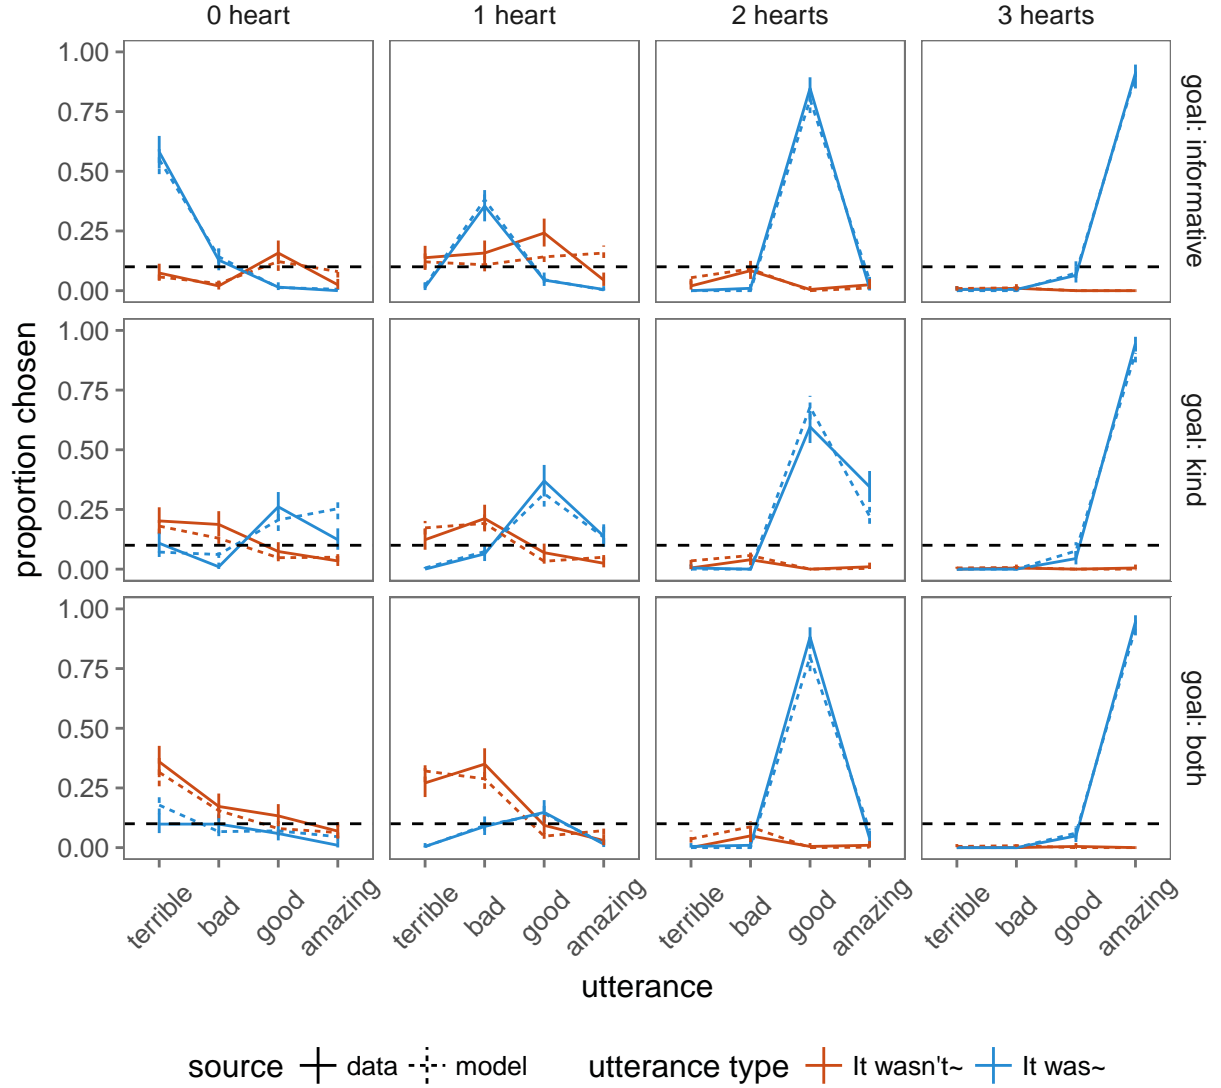 0 heart 1 heart 2 hearts 3 hearts
1.00
0.75
0.50
0.25
0.00
goal: informative
1.00
0.75
0.50
0.25
0.00
goal: kind
proportion chosen
1.00
0.75
0.50
0.25
0.00
goal: both
terrible bad good amazing terrible bad good amazing terrible bad good amazing terrible bad good amazing
utterance
source data model utterance type It wasn't~ It was~